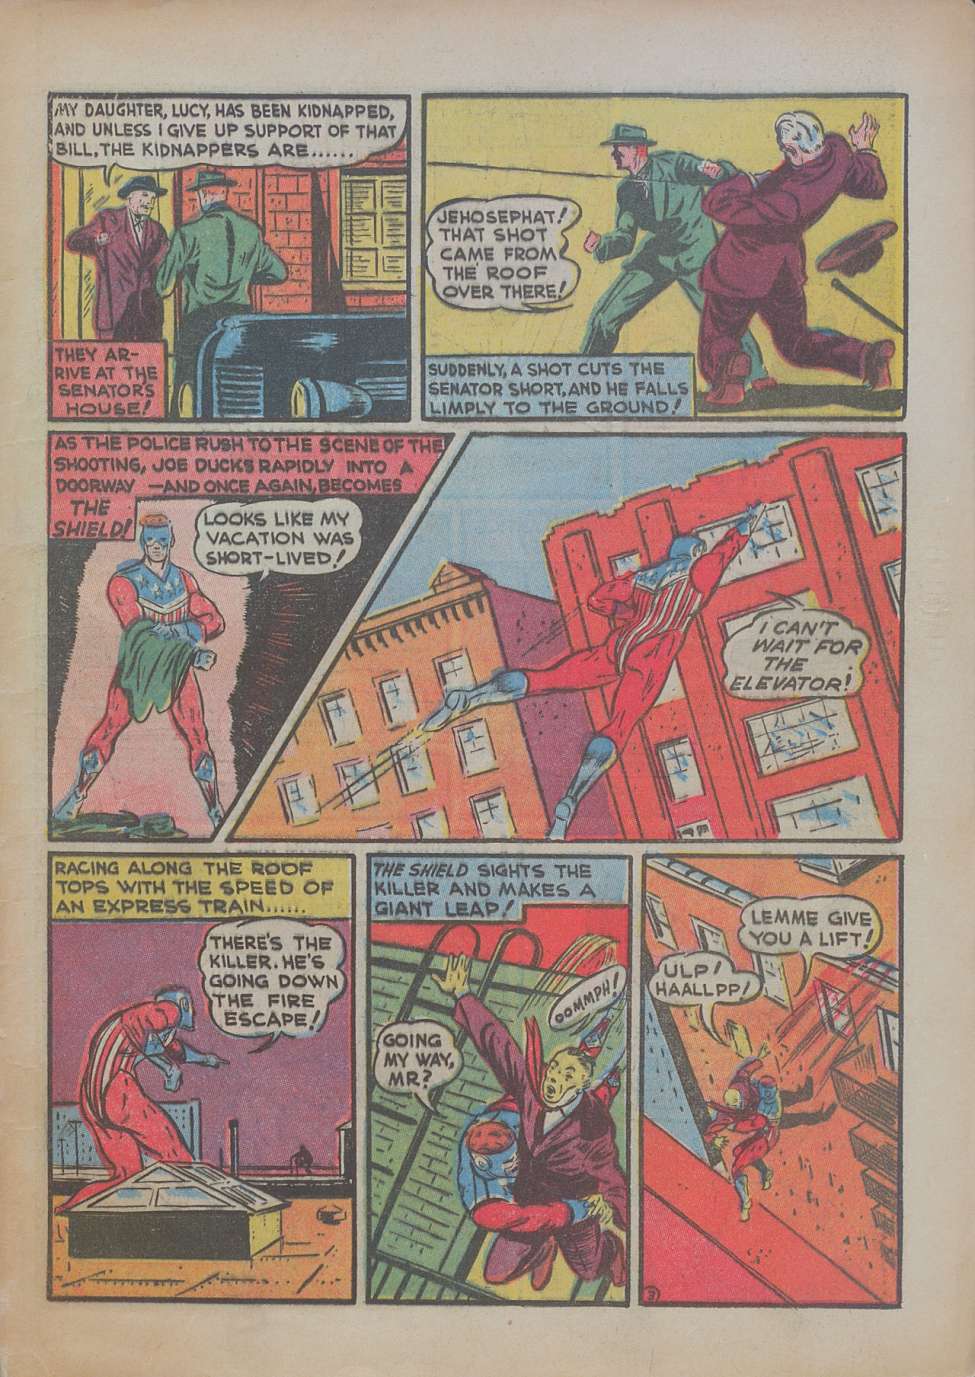 MY DAUGHTER, LUCY, HAS BEEN KIDNAPPED,
AND UNLESS I GIVE UP SUPPORT OF THAT
BILL, THE KIDNAPPERS ARE......
THEY AR-
RIVE AT THE
SENATOR'S
HOUSE!
JEHOSEPHAT!
THAT SHOT
CAME FROM
THE ROOF
OVER THERE!
SUDDENLY, A SHOT CUTS THE
SENATOR SHORT, AND HE FALLS
LIMPLY TO THE GROUND!
AS THE POLICE RUSH TO THE SCENE OF THE
SHOOTING, JOE DUCKS RAPIDLY INTO A
DOORWAY —AND ONCE AGAIN, BECOMES
THE
SHIELD!
LOOKS LIKE MY
VACATION WAS
SHORT-LIVED!
I CAN'T
WAIT FOR
THE
ELEVATOR!
RACING ALONG THE ROOF
TOPS WITH THE SPEED OF
AN EXPRESS TRAIN.....
THERE'S THE
KILLER. HE'S
GOING DOWN
THE FIRE
ESCAPE!
THE SHIELD SIGHTS THE
KILLER AND MAKES A
GIANT LEAP!
OOMMPH!
GOING
MY WAY,
MR?
LEMME GIVE
YOU A LIFT!
ULP!
HAALLPP!
3